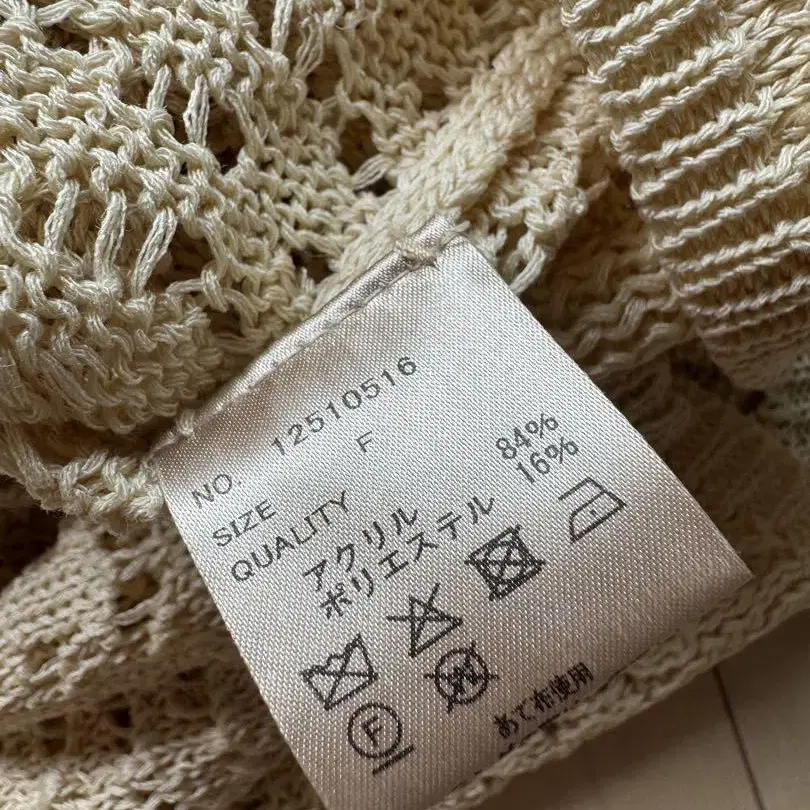 NO. 12510516
SIZE F
QUALITY
アクリル 84%
ポリエステル 16%
F
W
あて布使用